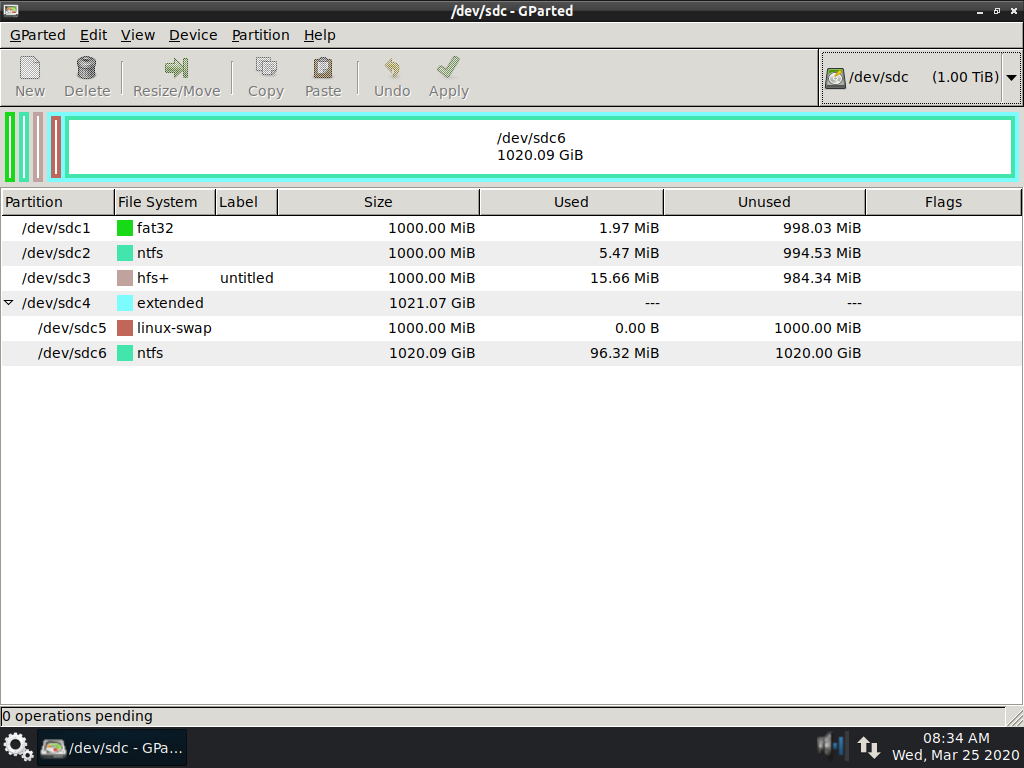 /dev/sdc - GParted
GParted Edit View Device Partition Help
New Delete Resize/Move Copy Paste Undo Apply /dev/sdc (1.00 TiB)
/dev/sdc6
1020.09 GiB
Partition File System Label Size Used Unused Flags
/dev/sdc1 fat32 1000.00 MiB 1.97 MiB 998.03 MiB
/dev/sdc2 ntfs 1000.00 MiB 5.47 MiB 994.53 MiB
/dev/sdc3 hfs+ untitled 1000.00 MiB 15.66 MiB 984.34 MiB
/dev/sdc4 extended 1021.07 GiB --- ---
/dev/sdc5 linux-swap 1000.00 MiB 0.00 B 1000.00 MiB
/dev/sdc6 ntfs 1020.09 GiB 96.32 MiB 1020.00 GiB
0 operations pending
/dev/sdc - GPa...
08:34 AM
Wed, Mar 25 2020